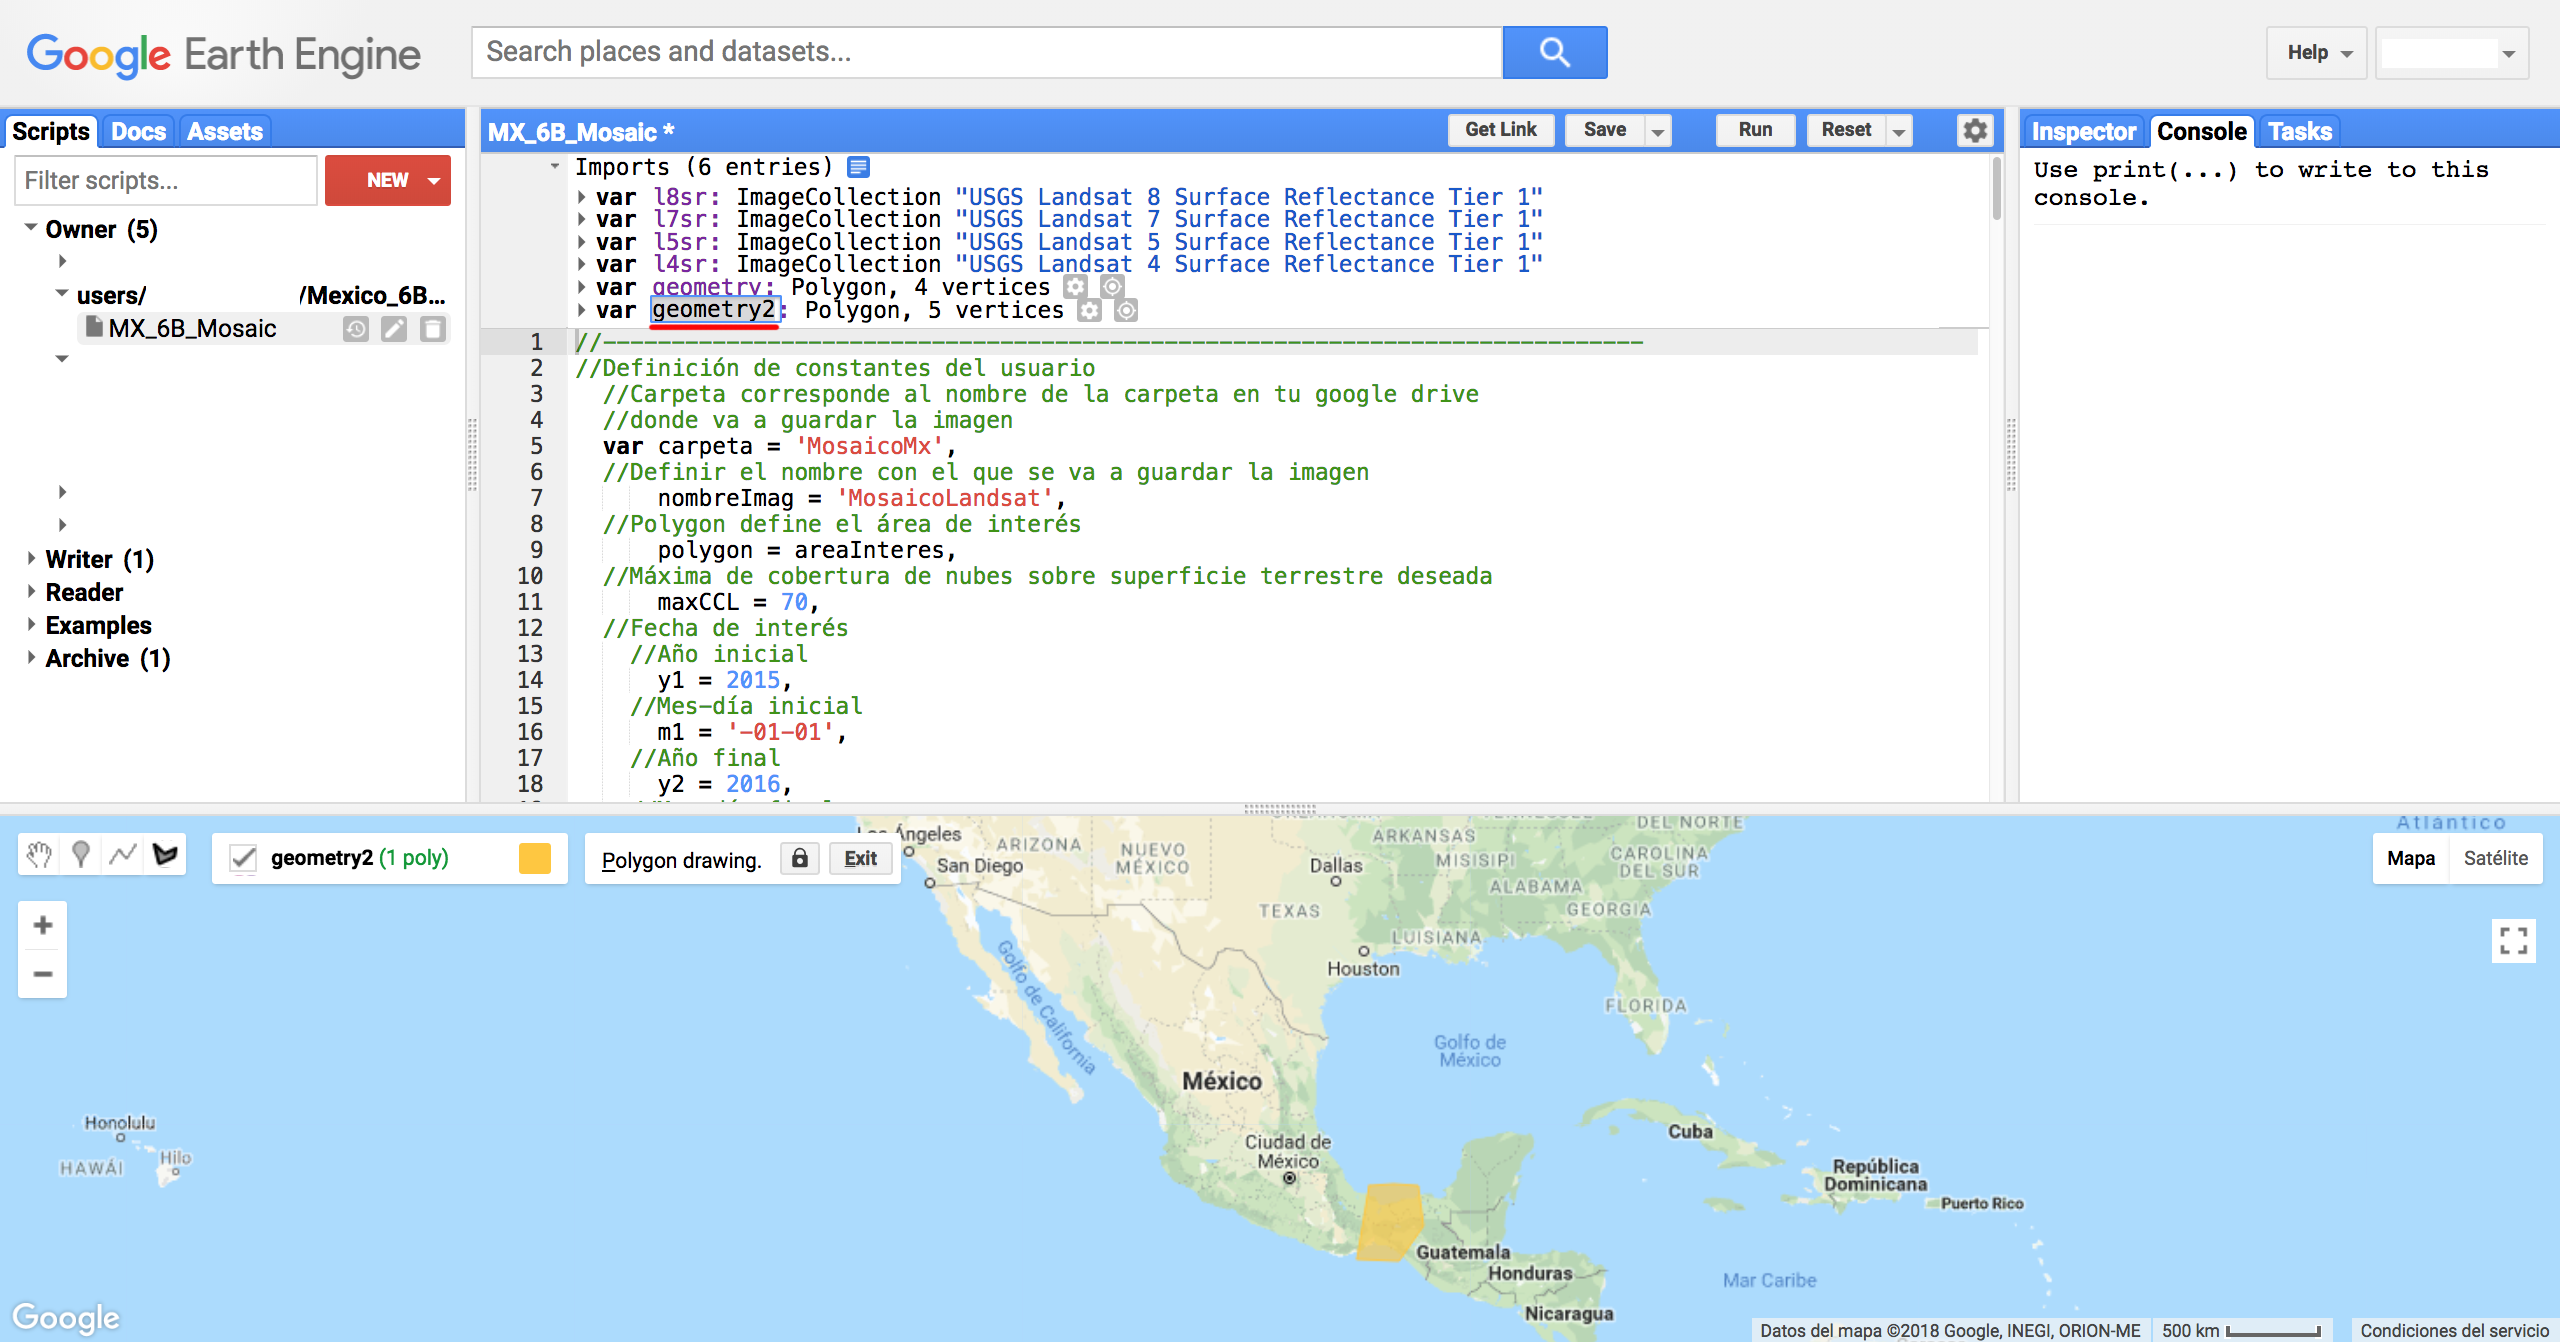 Google Earth Engine
Search places and datasets...
Help
Scripts Docs Assets
Filter scripts...
NEW
Owner (5)
users/ /Mexico_6B...
MX_6B_Mosaic
Writer (1)
Reader
Examples
Archive (1)
MX_6B_Mosaic *
Get Link Save Run Reset
Imports (6 entries)
var l8sr: ImageCollection "USGS Landsat 8 Surface Reflectance Tier 1"
var l7sr: ImageCollection "USGS Landsat 7 Surface Reflectance Tier 1"
var l5sr: ImageCollection "USGS Landsat 5 Surface Reflectance Tier 1"
var l4sr: ImageCollection "USGS Landsat 4 Surface Reflectance Tier 1"
var geometry: Polygon, 4 vertices
var geometry2: Polygon, 5 vertices
1 //----------------------------------------------------------------------------
2 //Definición de constantes del usuario
3 //Carpeta corresponde al nombre de la carpeta en tu google drive
4 //donde va a guardar la imagen
5 var carpeta = 'MosaicoMx',
6 //Definir el nombre con el que se va a guardar la imagen
7 nombreImag = 'MosaicoLandsat',
8 //Polygon define el área de interés
9 polygon = areaInteres,
10 //Máxima de cobertura de nubes sobre superficie terrestre deseada
11 maxCCL = 70,
12 //Fecha de interés
13 //Año inicial
14 y1 = 2015,
15 //Mes-día inicial
16 m1 = '-01-01',
17 //Año final
18 y2 = 2016,
Inspector Console Tasks
Use print(...) to write to this
console.
geometry2 (1 poly)
Polygon drawing. Exit
Mapa Satélite
Atlántico
DEL NORTE
Los Ángeles
ARIZONA
NUEVO
MÉXICO
San Diego
Dallas
ARKANSAS
MISISIPI
CAROLINA
DEL SUR
ALABAMA
TEXAS
GEORGIA
LUISIANA
Houston
FLORIDA
Golfo de California
Golfo de
México
México
Honolulu
HAWÁI
Hilo
Ciudad de
México
Cuba
República
Dominicana
Puerto Rico
Guatemala
Honduras
Nicaragua
Mar Caribe
Google
Datos del mapa ©2018 Google, INEGI, ORION-ME 500 km Condiciones del servicio